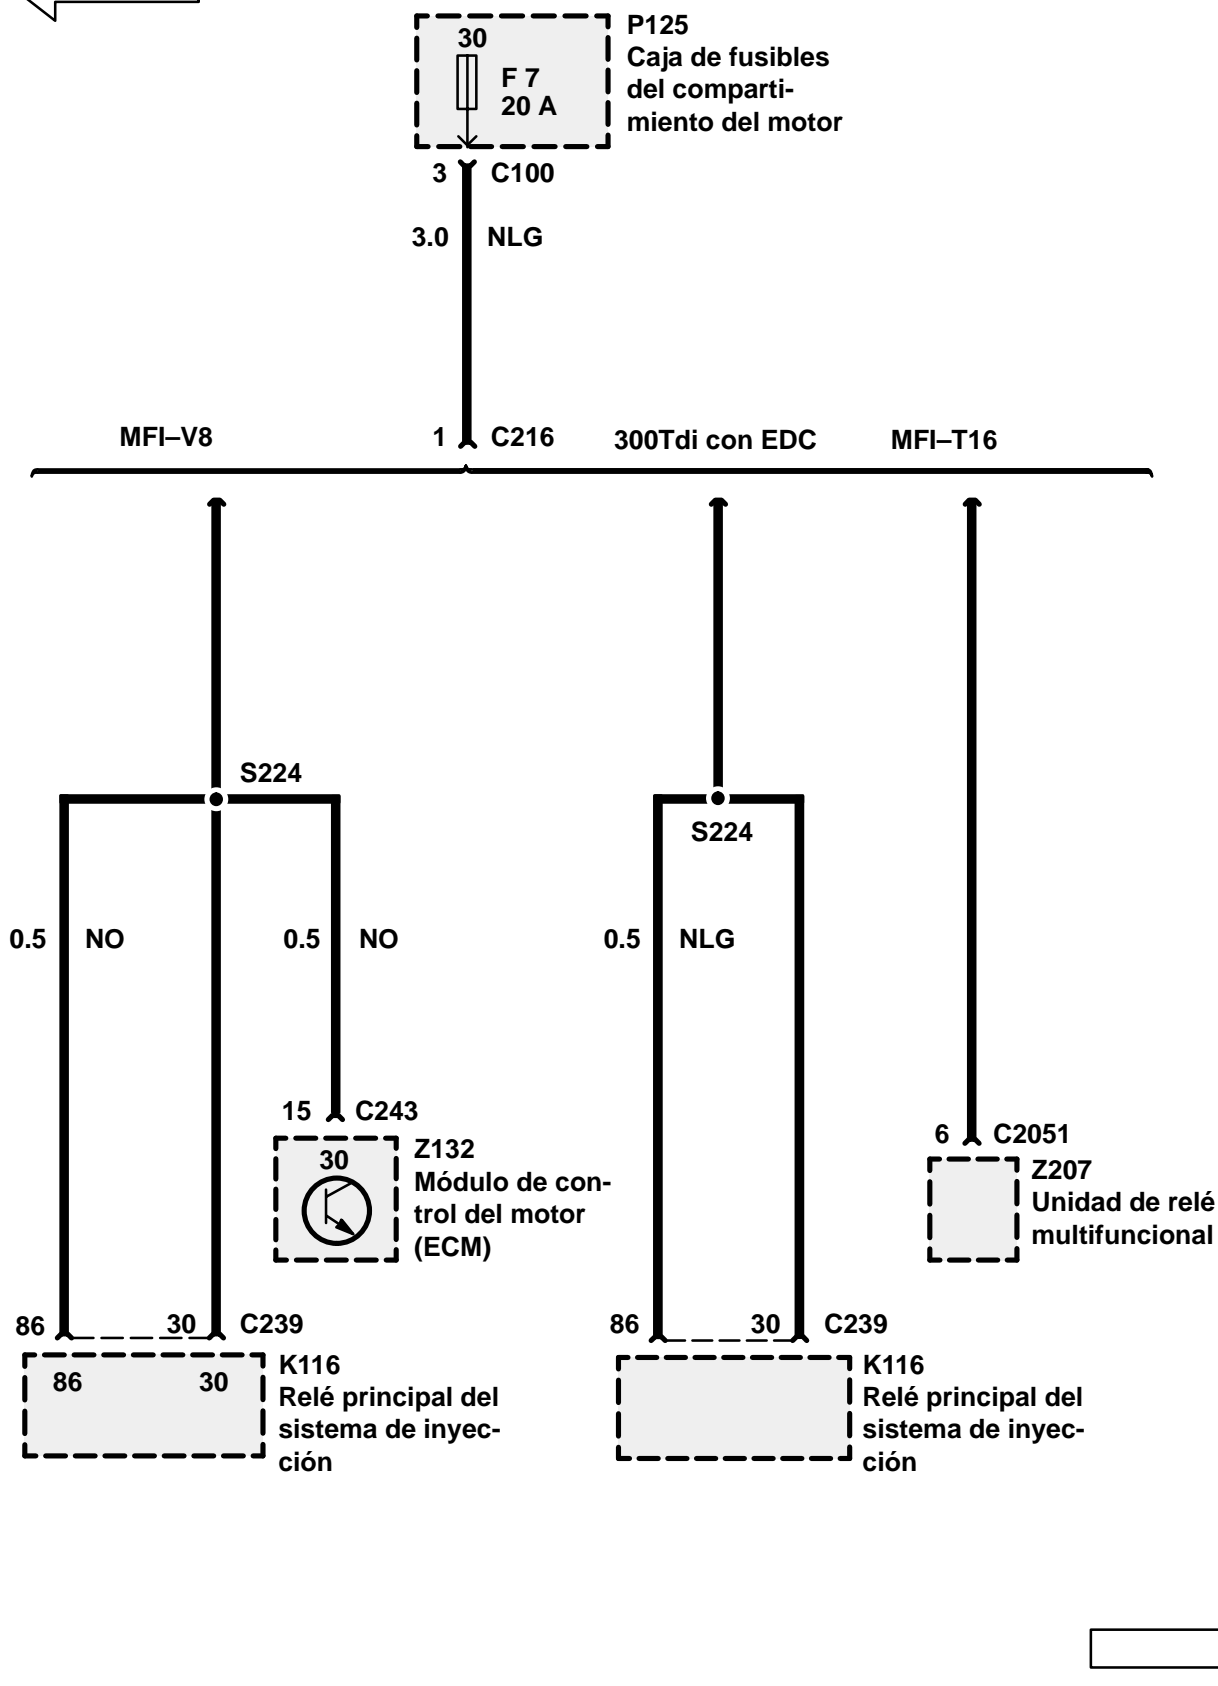 30
F 7
20 A
P125
Caja de fusibles
del comparti-
miento del motor
3 C100
3.0 NLG
MFI–V8
1 C216
300Tdi con EDC
MFI–T16
S224
S224
0.5 NO
0.5 NO
0.5 NLG
15 C243
30
Z132
Módulo de con-
trol del motor
(ECM)
6 C2051
Z207
Unidad de relé
multifuncional
86 30 C239
86 30
K116
Relé principal del
sistema de inyec-
ción
86 30 C239
K116
Relé principal del
sistema de inyec-
ción